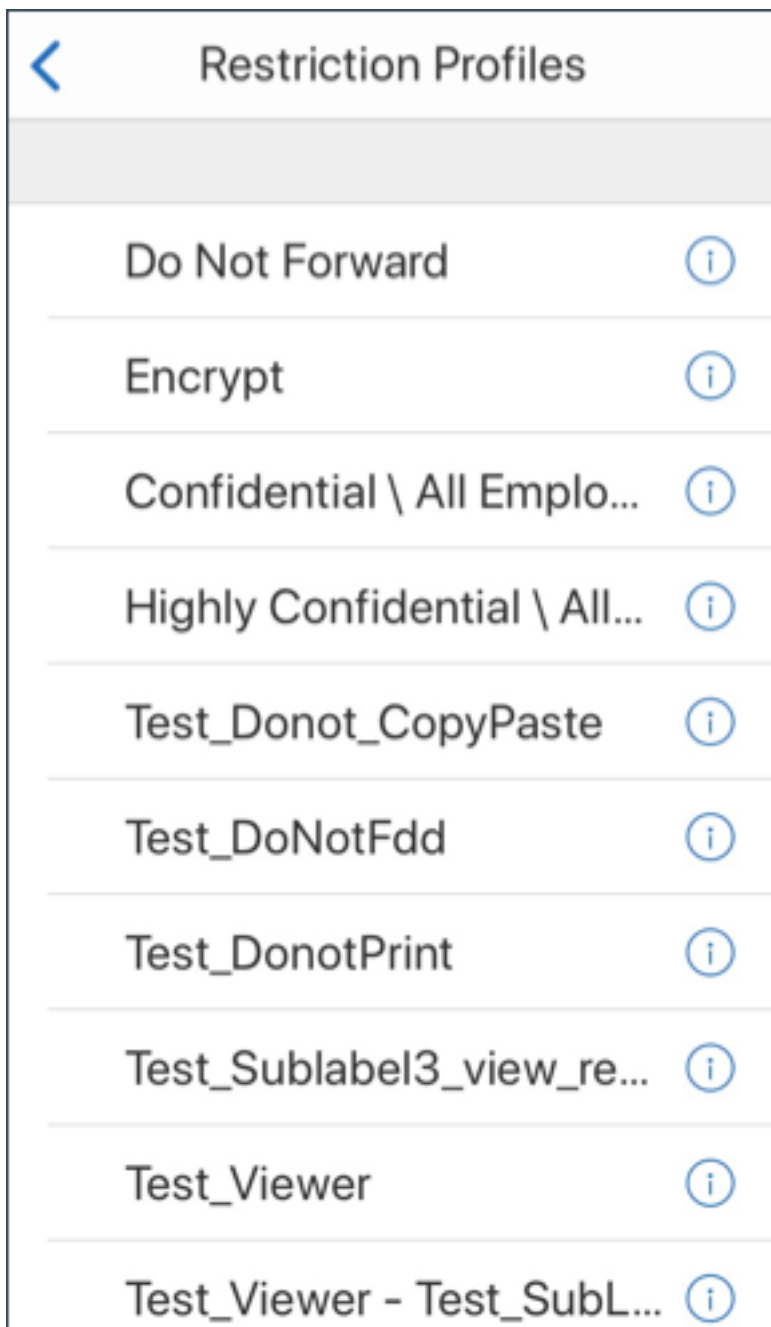 Restriction Profiles
Do Not Forward
Encrypt
Confidential \ All Emplo...
Highly Confidential \ All...
Test_Donot_CopyPaste
Test_DoNotFdd
Test_DonotPrint
Test_Sublabel3_view_re...
Test_Viewer
Test_Viewer - Test_SubL...